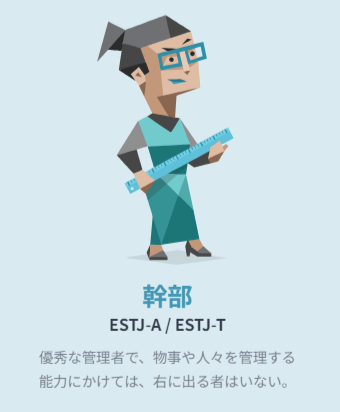 幹部
ESTJ-A / ESTJ-T
優秀な管理者で、物事や人々を管理する
能力にかけては、右に出る者はいない。